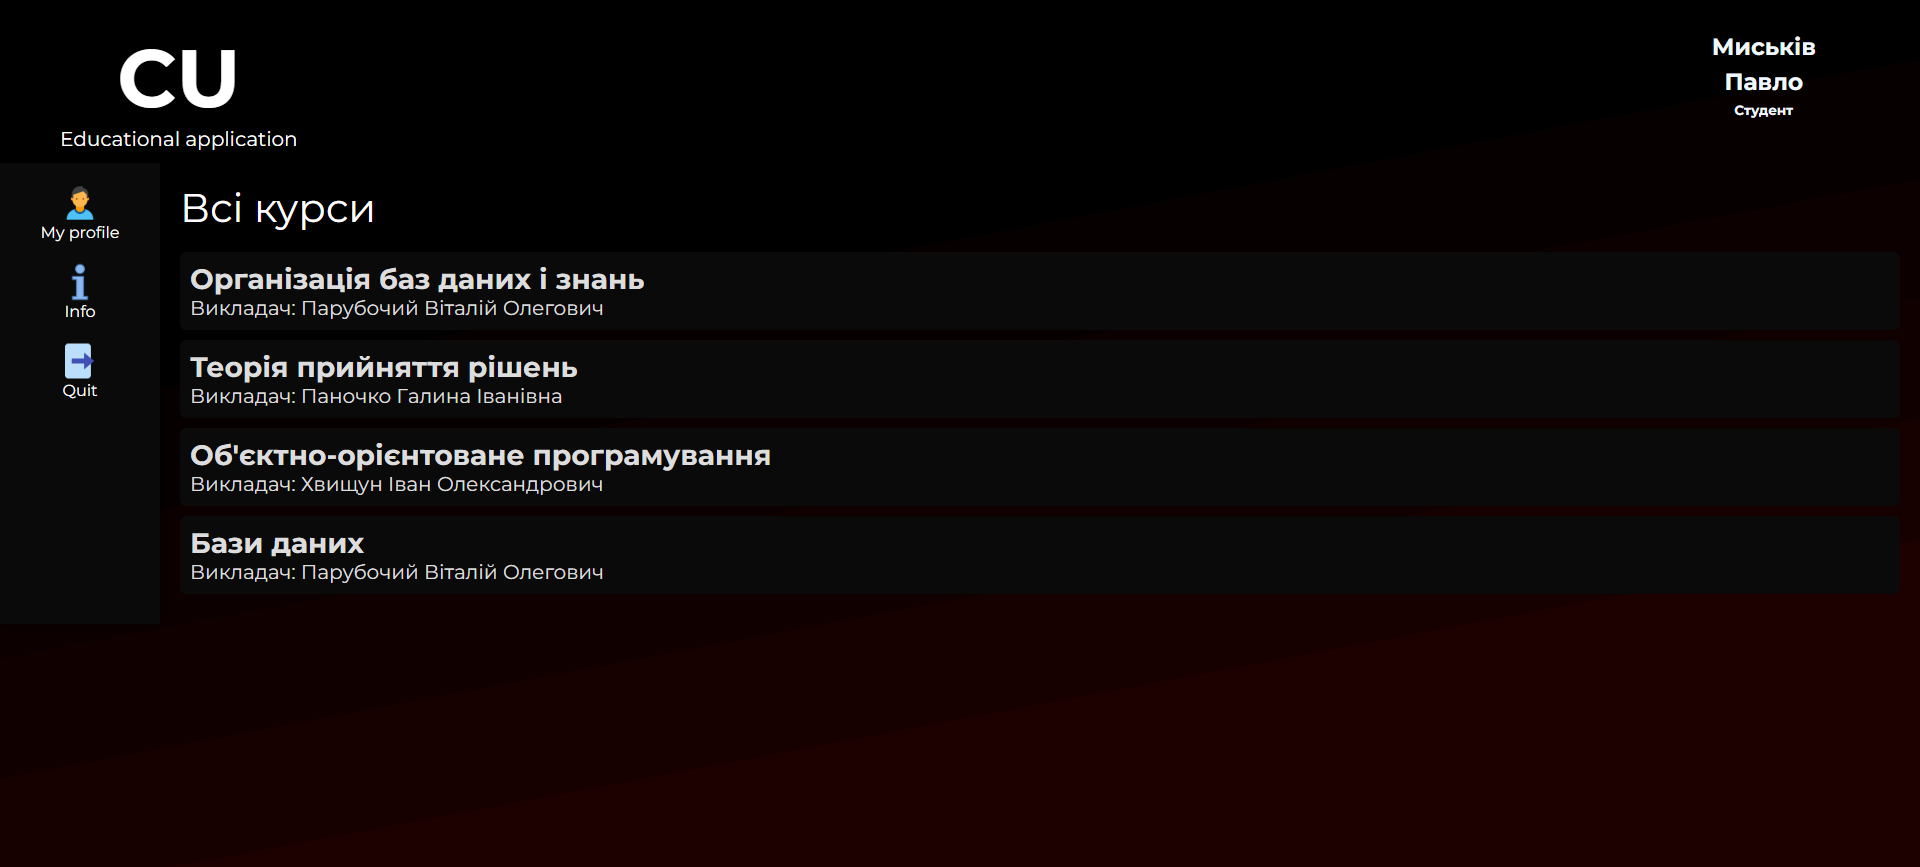 CU
Educational application
Миськів
Павло
Студент
My profile
Info
Quit
Всі курси
Організація баз даних і знань
Викладач: Парубочий Віталій Олегович
Теорія прийняття рішень
Викладач: Паночко Галина Іванівна
Об'єктно-орієнтоване програмування
Викладач: Хвищун Іван Олександрович
Бази даних
Викладач: Парубочий Віталій Олегович